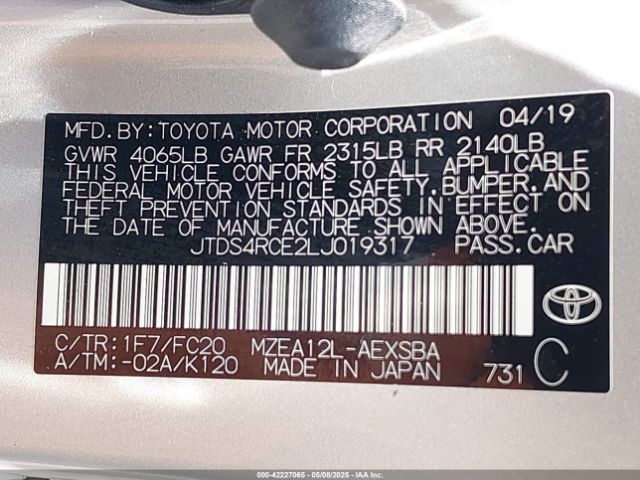 MFD. BY: TOYOTA MOTOR CORPORATION 04/19
GVWR 4065LB GAWR FR 2315LB RR 2140LB
THIS VEHICLE CONFORMS TO ALL APPLICABLE
FEDERAL MOTOR VEHICLE SAFETY, BUMPER, AND
THEFT PREVENTION STANDARDS IN EFFECT ON
THE DATE OF MANUFACTURE SHOWN ABOVE.
JTDS4RCE2LJ019317 PASS. CAR
C/TR: 1F7/FC20 MZEA12L-AEXSBA
A/TM: -02A/K120 MADE IN JAPAN 731 C
000-42227065 | 05/08/2025 - IAA Inc.